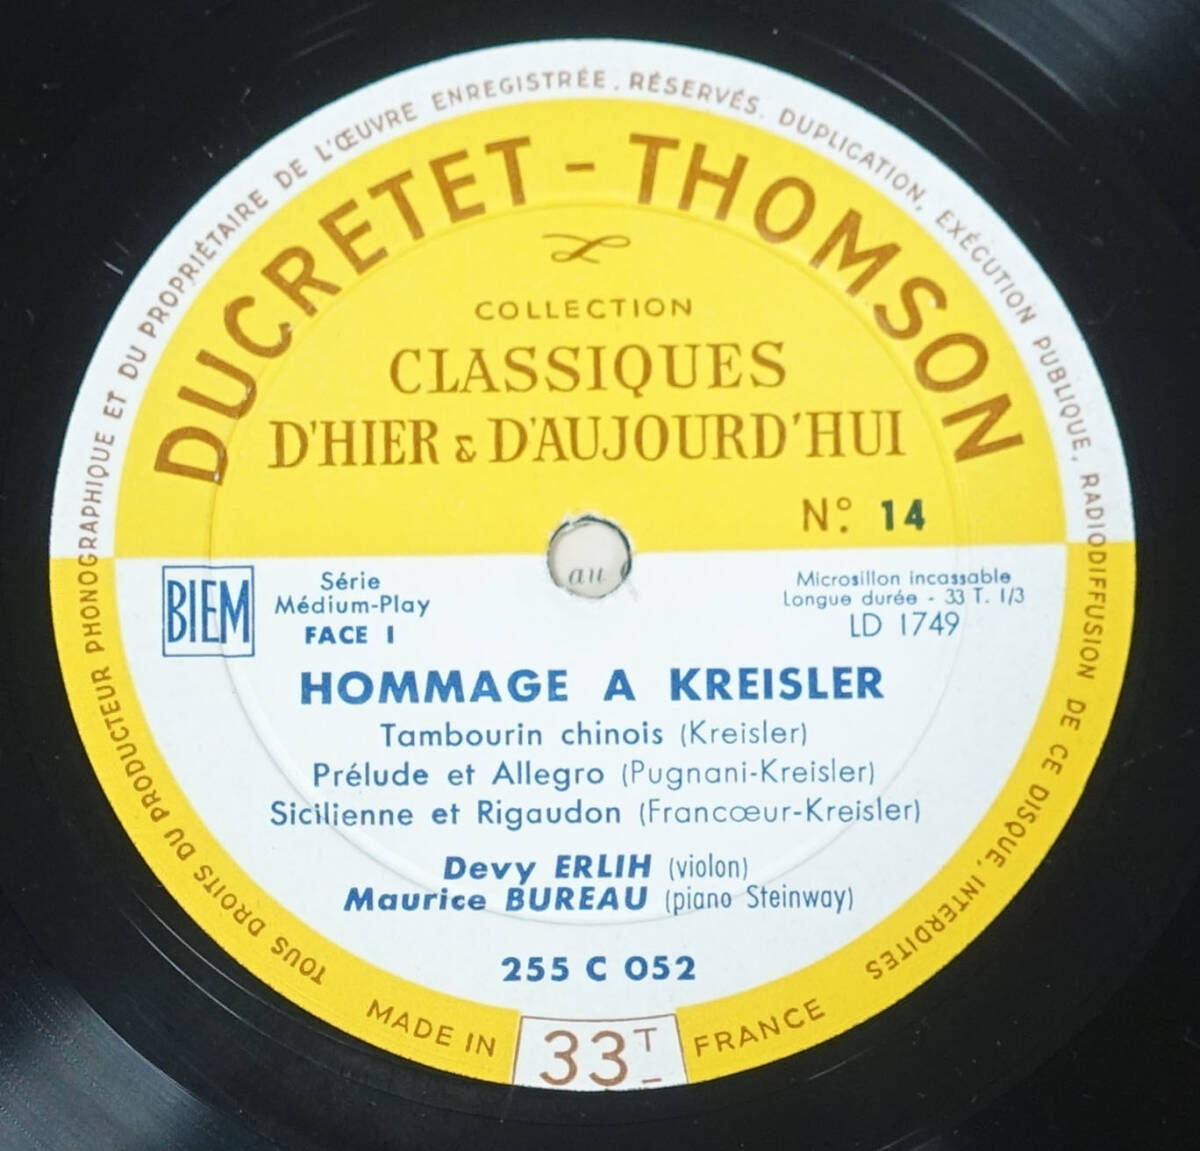 TOUS DROITS DU PRODUCTEUR PHONOGRAPHIQUE ET DU PROPRIÉTAIRE DE L'ŒUVRE ENREGISTRÉE, RÉSERVÉS. DUPLICATION, EXÉCUTION PUBLIQUE, RADIODIFFUSION DE CE DISQUE, INTERDITES
DUCRETET - THOMSON
COLLECTION
CLASSIQUES
D'HIER & D'AUJOURD'HUI
N° 14
au
BIEM
Série
Médium-Play
FACE I
Microsillon incassable
Longue durée - 33 T. 1/3
LD 1749
HOMMAGE A KREISLER
Tambourin chinois (Kreisler)
Prélude et Allegro (Pugnani-Kreisler)
Sicilienne et Rigaudon (Francœur-Kreisler)
Devy ERLIH (violon)
Maurice BUREAU (piano Steinway)
255 C 052
MADE IN FRANCE
33 T